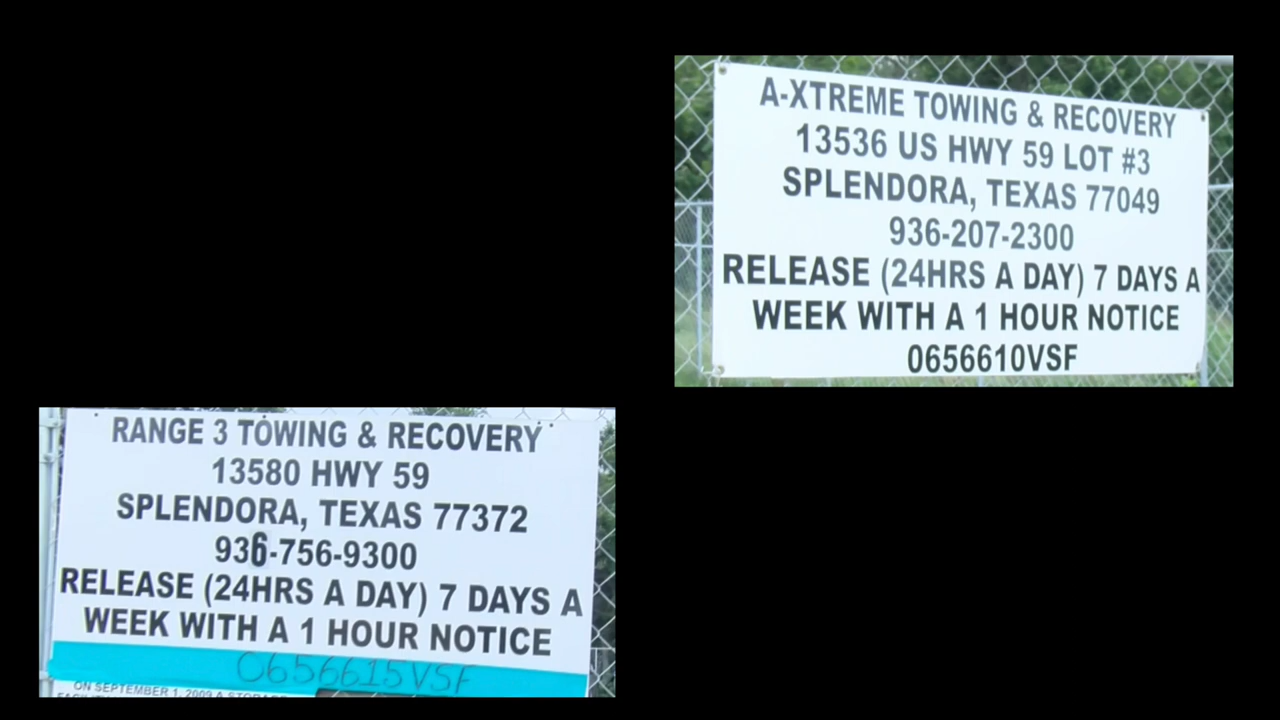 A-XTREME TOWING & RECOVERY
13536 US HWY 59 LOT #3
SPLENDORA, TEXAS 77049
936-207-2300
RELEASE (24HRS A DAY) 7 DAYS A
WEEK WITH A 1 HOUR NOTICE
0656610VSF
RANGE 3 TOWING & RECOVERY
13580 HWY 59
SPLENDORA, TEXAS 77372
936-756-9300
RELEASE (24HRS A DAY) 7 DAYS A
WEEK WITH A 1 HOUR NOTICE
0656615VSF
ON SEPTEMBER 1, 2009 A